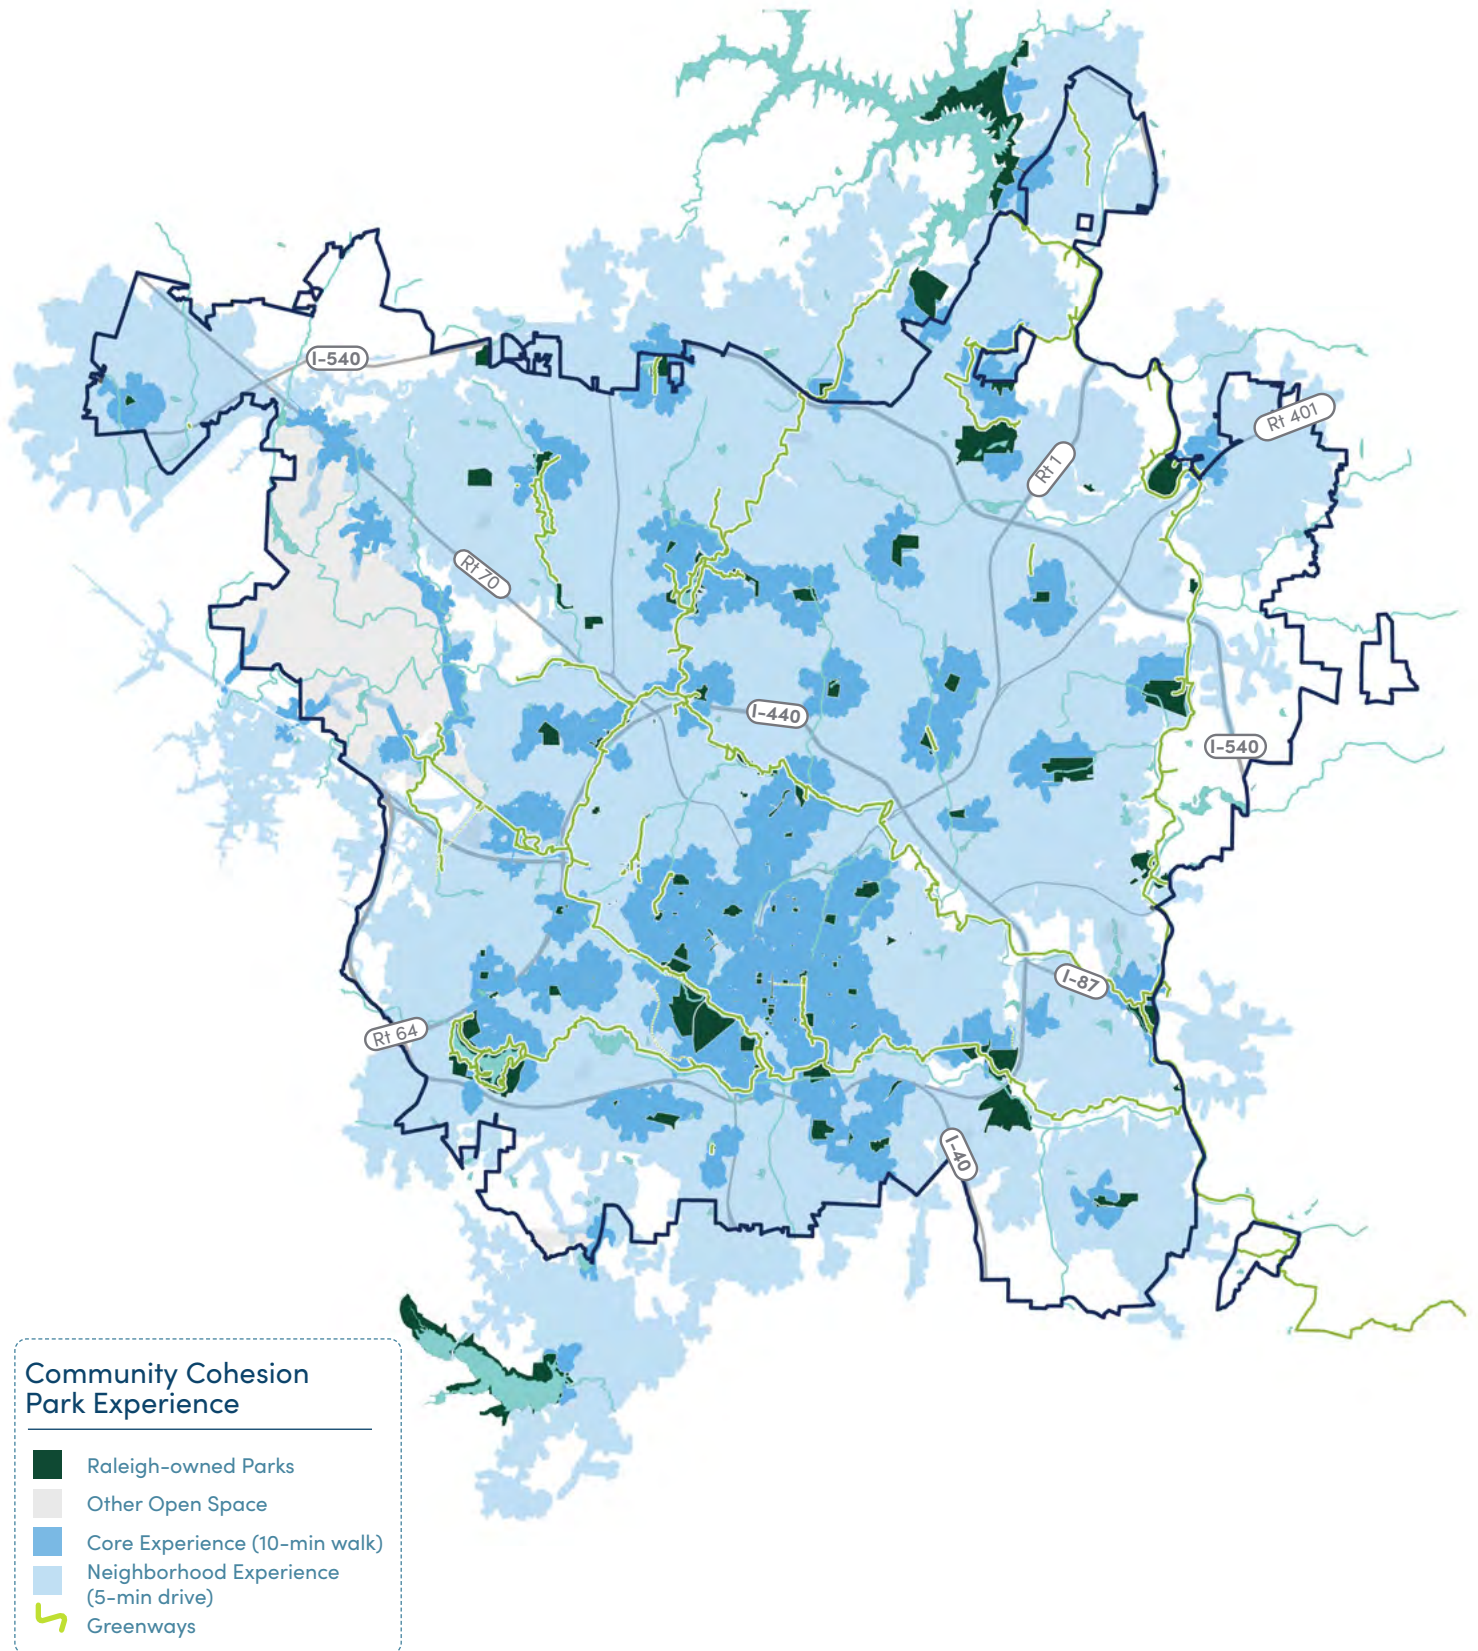 I-540
Rt 401
Rt 1
Rt 70
I-440
I-540
I-87
Rt 64
I-40
Community Cohesion
Park Experience
Raleigh-owned Parks
Other Open Space
Core Experience (10-min walk)
Neighborhood Experience
(5-min drive)
Greenways